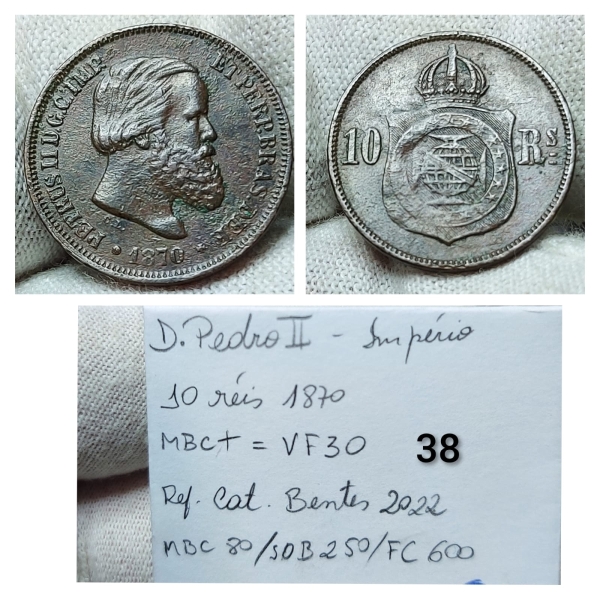 PETRUS II D.G.C.IMP. ET PERP.BRAS.DEF.
1870
10 Rs:
D. Pedro II - Império
10 réis 1870
MBC+ = VF30
38
Ref. Cat. Bentes 2022
MBC 80/SOB 250/FC 600